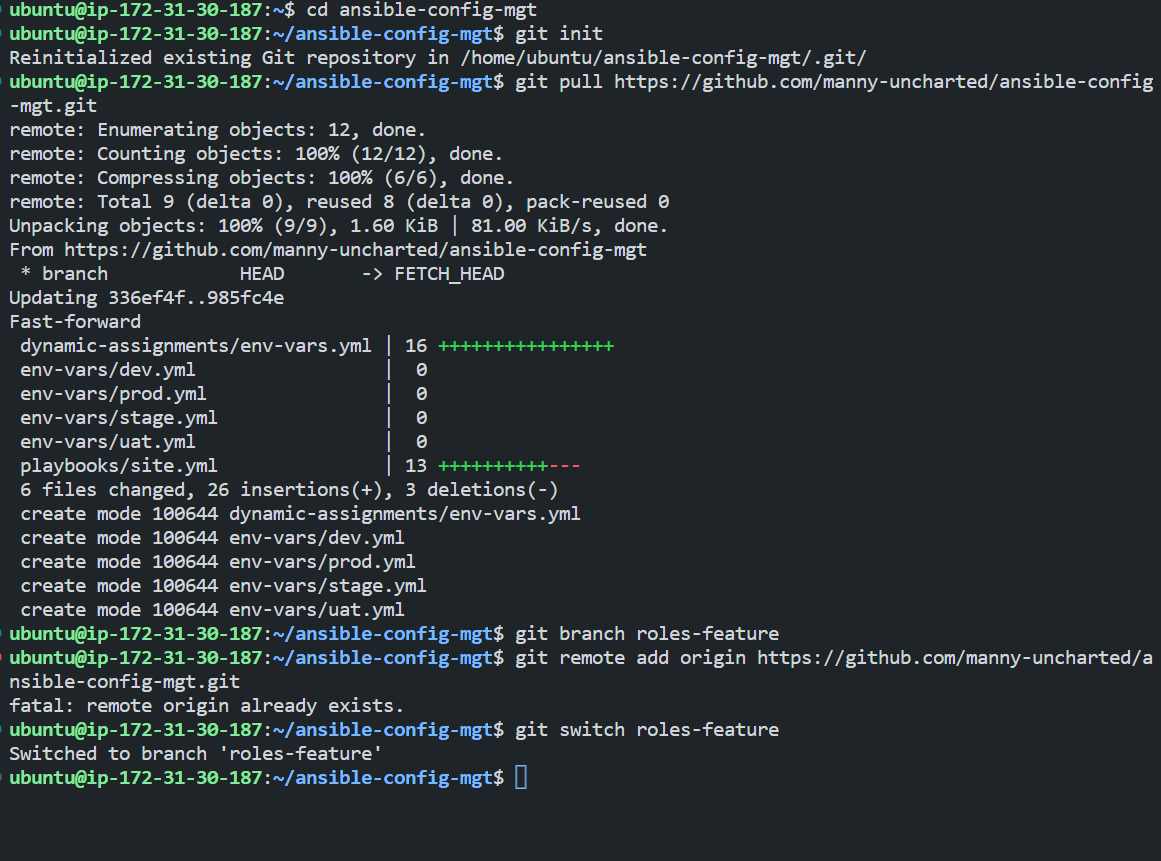 ubuntu@ip-172-31-30-187:~$ cd ansible-config-mgt
ubuntu@ip-172-31-30-187:~/ansible-config-mgt$ git init
Reinitialized existing Git repository in /home/ubuntu/ansible-config-mgt/.git/
ubuntu@ip-172-31-30-187:~/ansible-config-mgt$ git pull https://github.com/manny-uncharted/ansible-config
-mgt.git
remote: Enumerating objects: 12, done.
remote: Counting objects: 100% (12/12), done.
remote: Compressing objects: 100% (6/6), done.
remote: Total 9 (delta 0), reused 8 (delta 0), pack-reused 0
Unpacking objects: 100% (9/9), 1.60 KiB | 81.00 KiB/s, done.
From https://github.com/manny-uncharted/ansible-config-mgt
 * branch            HEAD       -> FETCH_HEAD
Updating 336ef4f..985fc4e
Fast-forward
 dynamic-assignments/env-vars.yml | 16 ++++++++++++++++
 env-vars/dev.yml                 |  0
 env-vars/prod.yml                |  0
 env-vars/stage.yml               |  0
 env-vars/uat.yml                 |  0
 playbooks/site.yml               | 13 ++++++++++---
 6 files changed, 26 insertions(+), 3 deletions(-)
 create mode 100644 dynamic-assignments/env-vars.yml
 create mode 100644 env-vars/dev.yml
 create mode 100644 env-vars/prod.yml
 create mode 100644 env-vars/stage.yml
 create mode 100644 env-vars/uat.yml
ubuntu@ip-172-31-30-187:~/ansible-config-mgt$ git branch roles-feature
ubuntu@ip-172-31-30-187:~/ansible-config-mgt$ git remote add origin https://github.com/manny-uncharted/a
nsible-config-mgt.git
fatal: remote origin already exists.
ubuntu@ip-172-31-30-187:~/ansible-config-mgt$ git switch roles-feature
Switched to branch 'roles-feature'
ubuntu@ip-172-31-30-187:~/ansible-config-mgt$